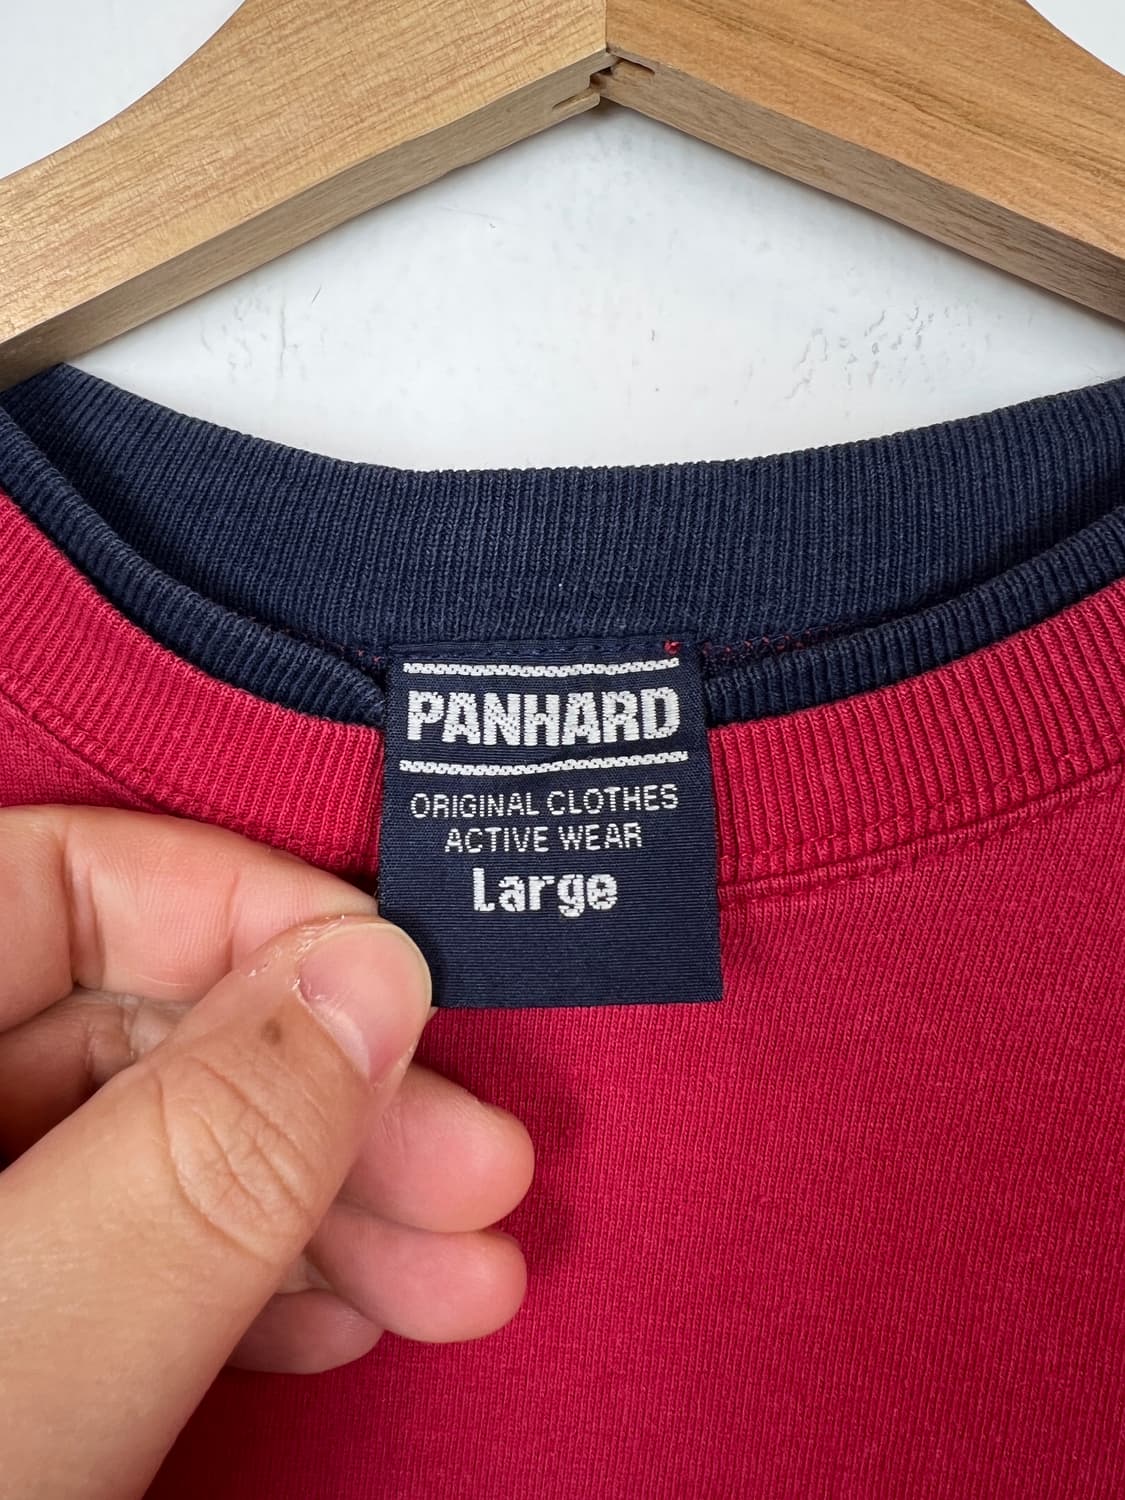 PANHARD
ORIGINAL CLOTHES
ACTIVE WEAR
Large